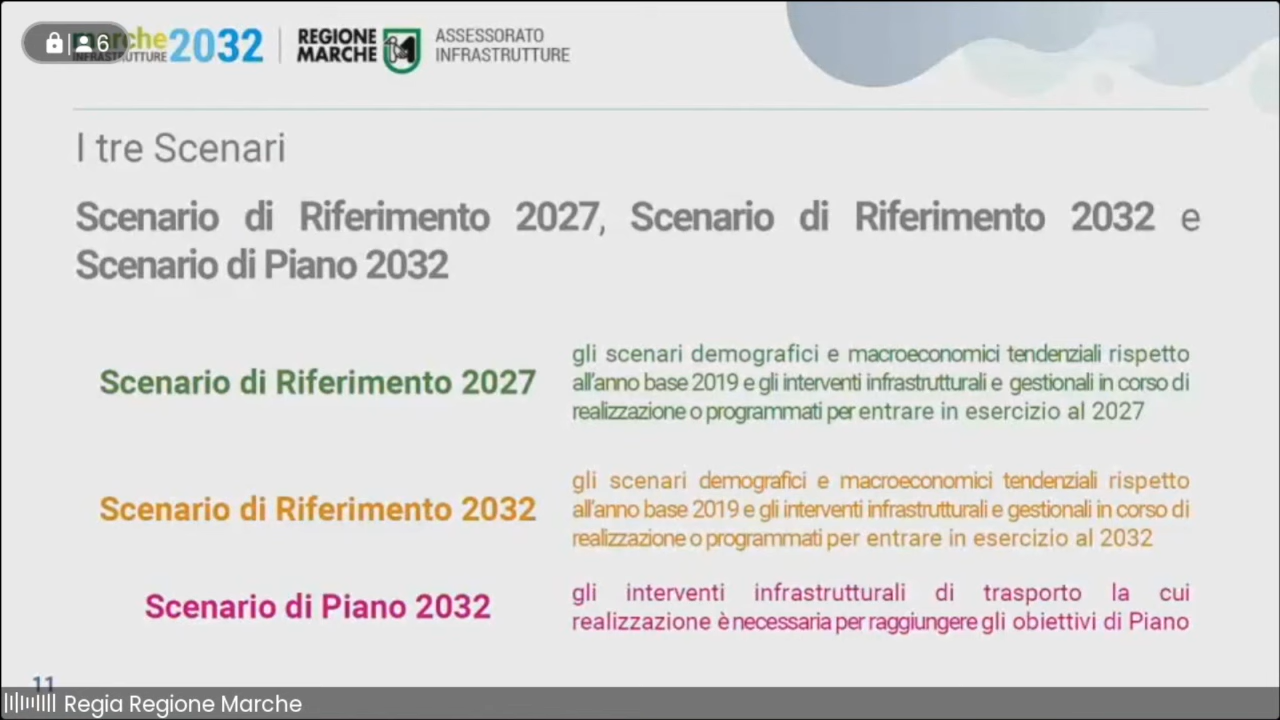 6
marche
INFRASTRUTTURE 2032
REGIONE
MARCHE
ASSESSORATO
INFRASTRUTTURE
I tre Scenari
Scenario di Riferimento 2027, Scenario di Riferimento 2032 e
Scenario di Piano 2032
Scenario di Riferimento 2027
gli scenari demografici e macroeconomici tendenziali rispetto
all'anno base 2019 e gli interventi infrastrutturali e gestionali in corso di
realizzazione o programmati per entrare in esercizio al 2027
Scenario di Riferimento 2032
gli scenari demografici e macroeconomici tendenziali rispetto
all'anno base 2019 e gli interventi infrastrutturali e gestionali in corso di
realizzazione o programmati per entrare in esercizio al 2032
Scenario di Piano 2032
gli interventi infrastrutturali di trasporto la cui
realizzazione è necessaria per raggiungere gli obiettivi di Piano
11
Regia Regione Marche